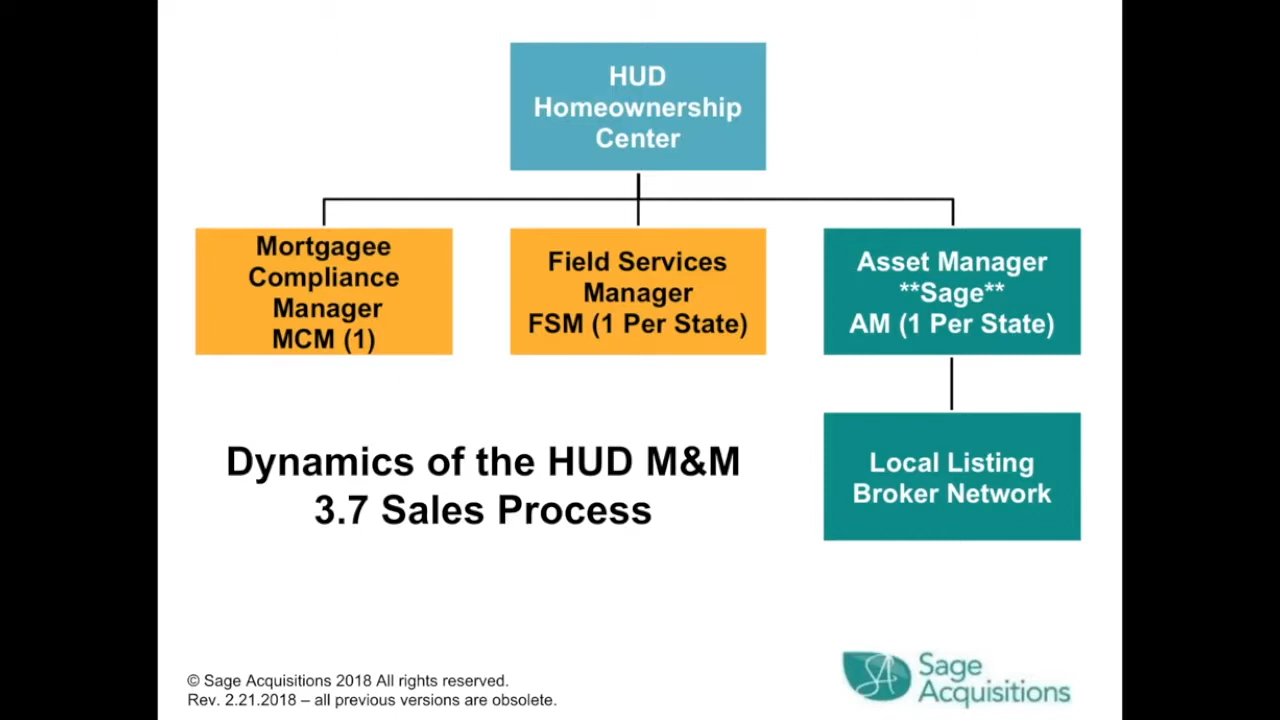 HUD
Homeownership
Center
Mortgagee
Compliance
Manager
MCM (1)
Field Services
Manager
FSM (1 Per State)
Asset Manager
**Sage**
AM (1 Per State)
Local Listing
Broker Network
Dynamics of the HUD M&M
3.7 Sales Process
© Sage Acquisitions 2018 All rights reserved.
Rev. 2.21.2018 – all previous versions are obsolete.
SA
Sage
Acquisitions